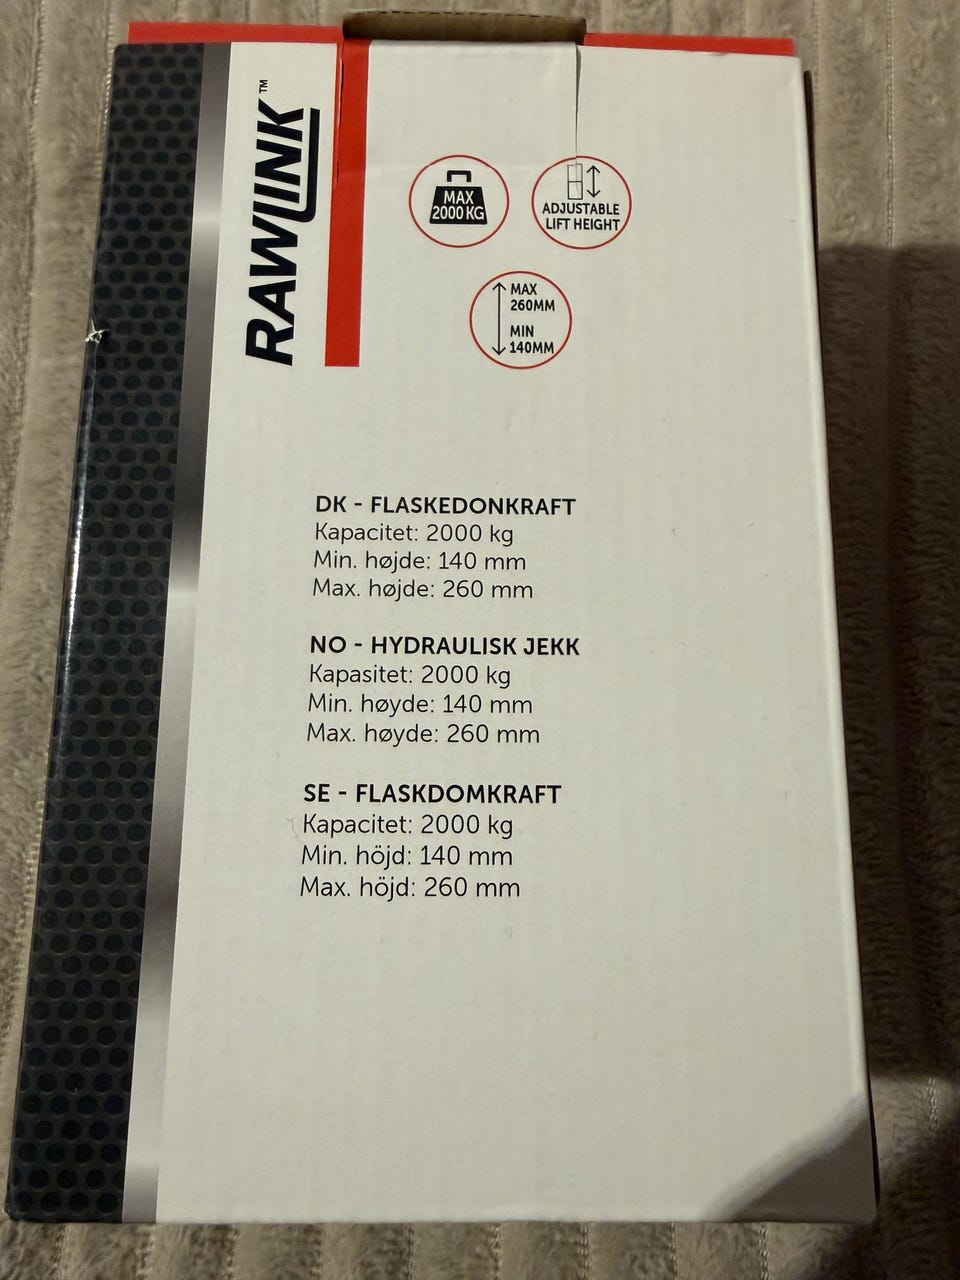 RAWLINK™
MAX
2000 KG
ADJUSTABLE
LIFT HEIGHT
MAX
260MM
MIN
140MM
DK - FLASKEDONKRAFT
Kapacitet: 2000 kg
Min. højde: 140 mm
Max. højde: 260 mm
NO - HYDRAULISK JEKK
Kapasitet: 2000 kg
Min. høyde: 140 mm
Max. høyde: 260 mm
SE - FLASKDOMKRAFT
Kapacitet: 2000 kg
Min. höjd: 140 mm
Max. höjd: 260 mm